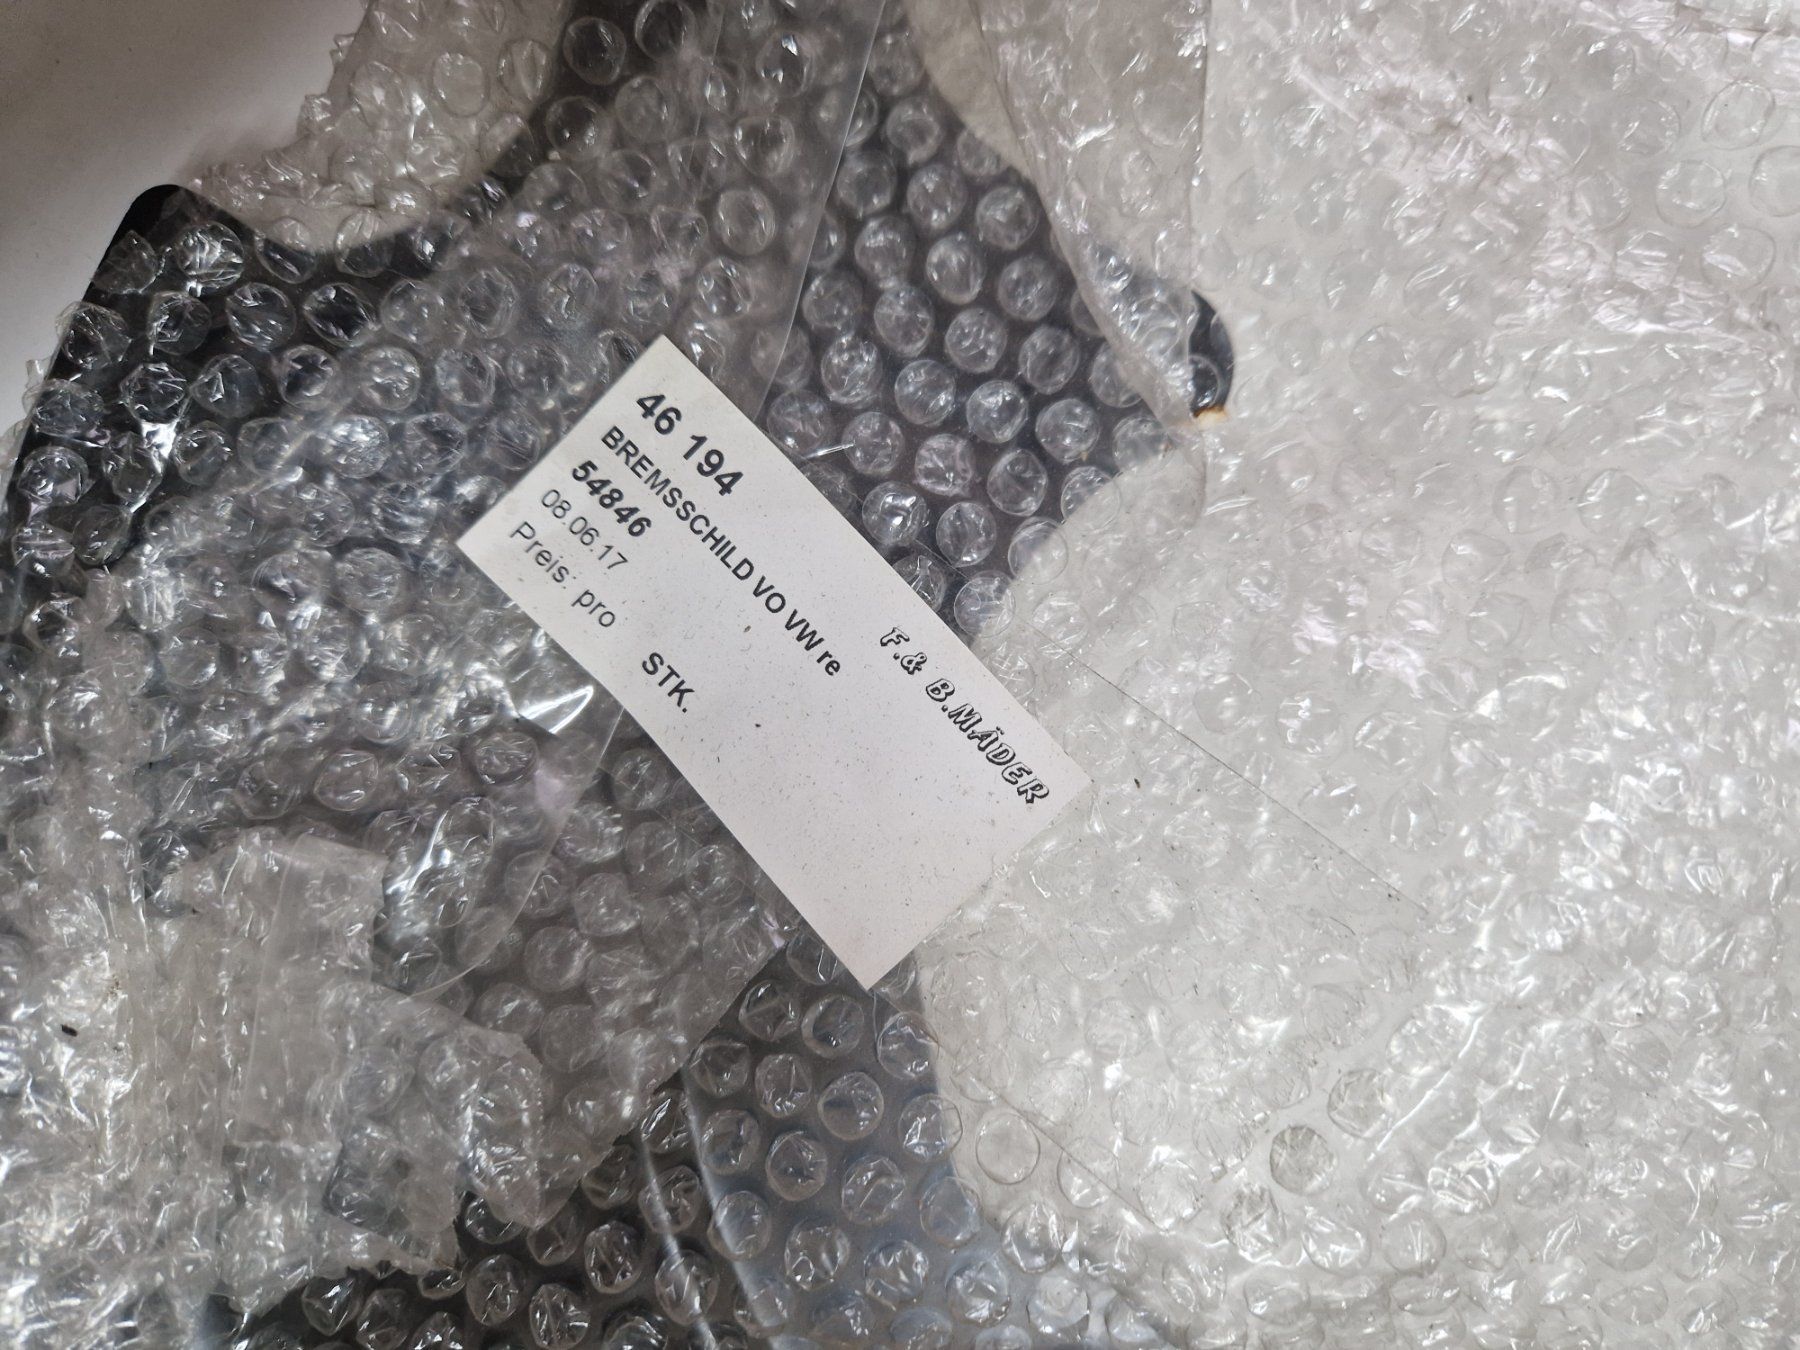 46 194
BREMSSCHILD VO VW re
54846
08.06.17
Preis: pro STK.
F.& B.MÄDER